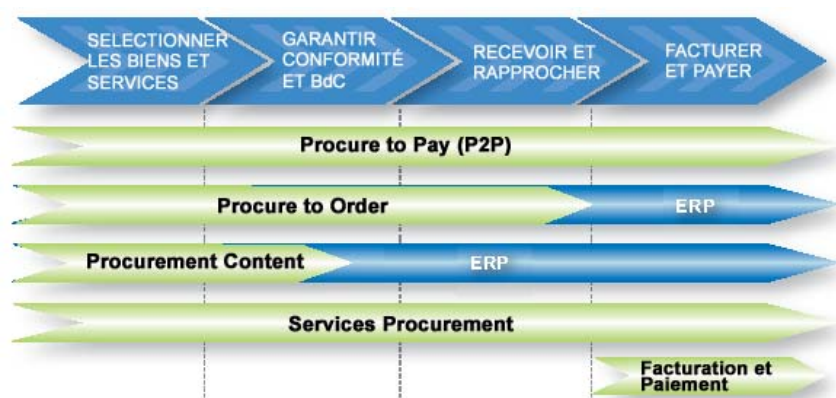 SELECTIONNER
LES BIENS ET
SERVICES
GARANTIR
CONFORMITÉ
ET BdC
RECEVOIR ET
RAPPROCHER
FACTURER
ET PAYER
Procure to Pay (P2P)
Procure to Order
ERP
Procurement Content
ERP
Services Procurement
Facturation et
Paiement